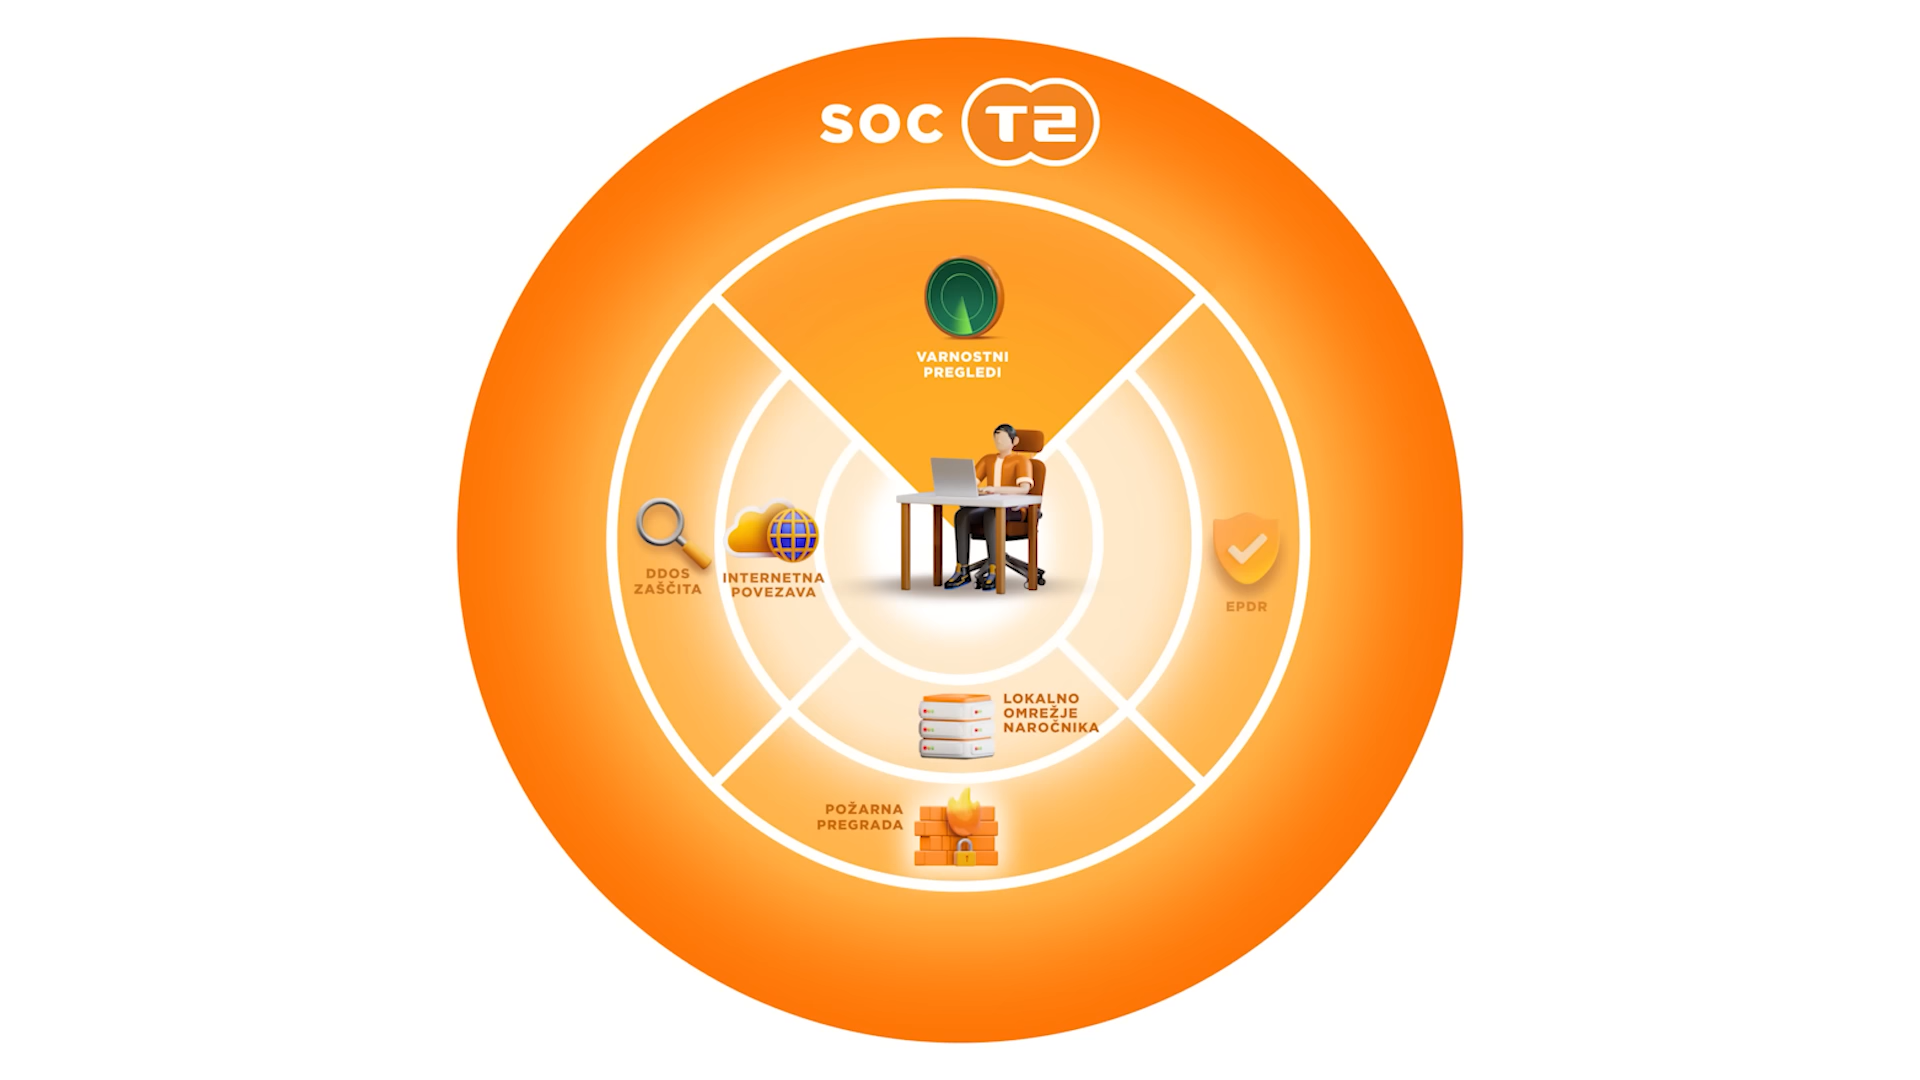 SOC T2
VARNOSTNI
PREGLEDI
DDOS
ZAŠČITA
INTERNETNA
POVEZAVA
EPDR
LOKALNO
OMREŽJE
NAROČNIKA
POŽARNA
PREGRADA